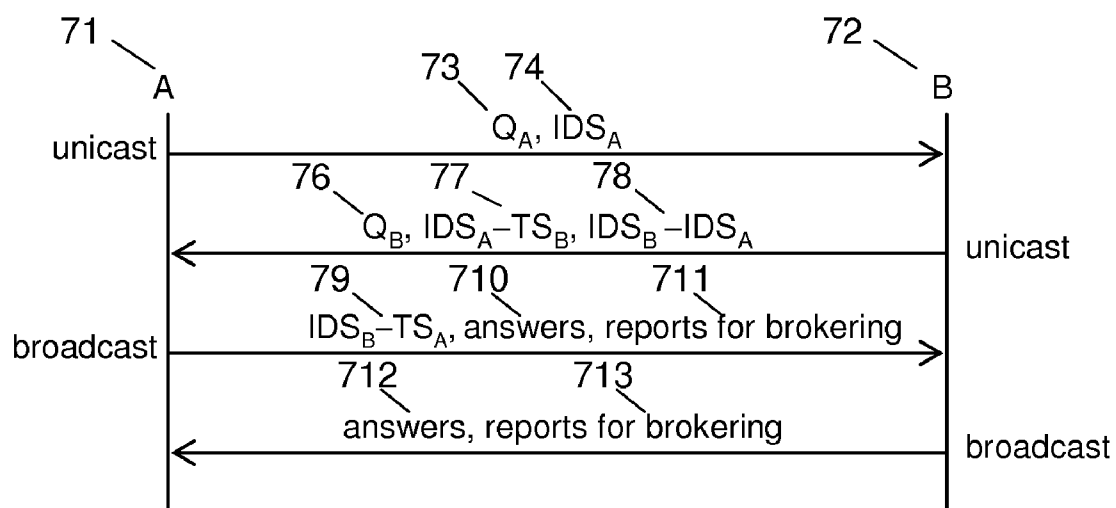 71 72
A B
73 74
Q_A, IDS_A
unicast
76 77 78
Q_B, IDS_A–TS_B, IDS_B–IDS_A
unicast
79 710 711
IDS_B–TS_A, answers, reports for brokering
broadcast
712 713
answers, reports for brokering
broadcast